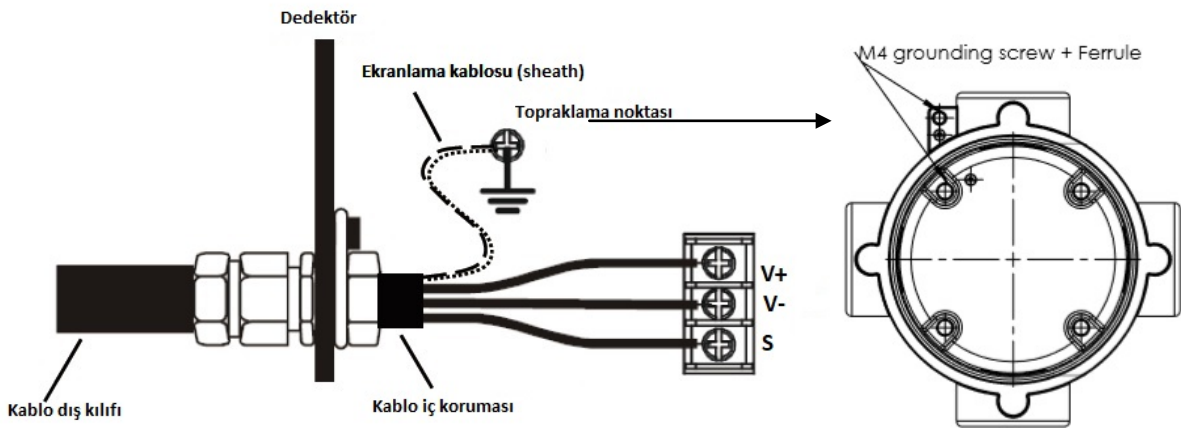 Dedektör
Ekranlama kablosu (sheath)
Topraklama noktası
M4 grounding screw + Ferrule
V+
V-
S
Kablo dış kılıfı
Kablo iç koruması